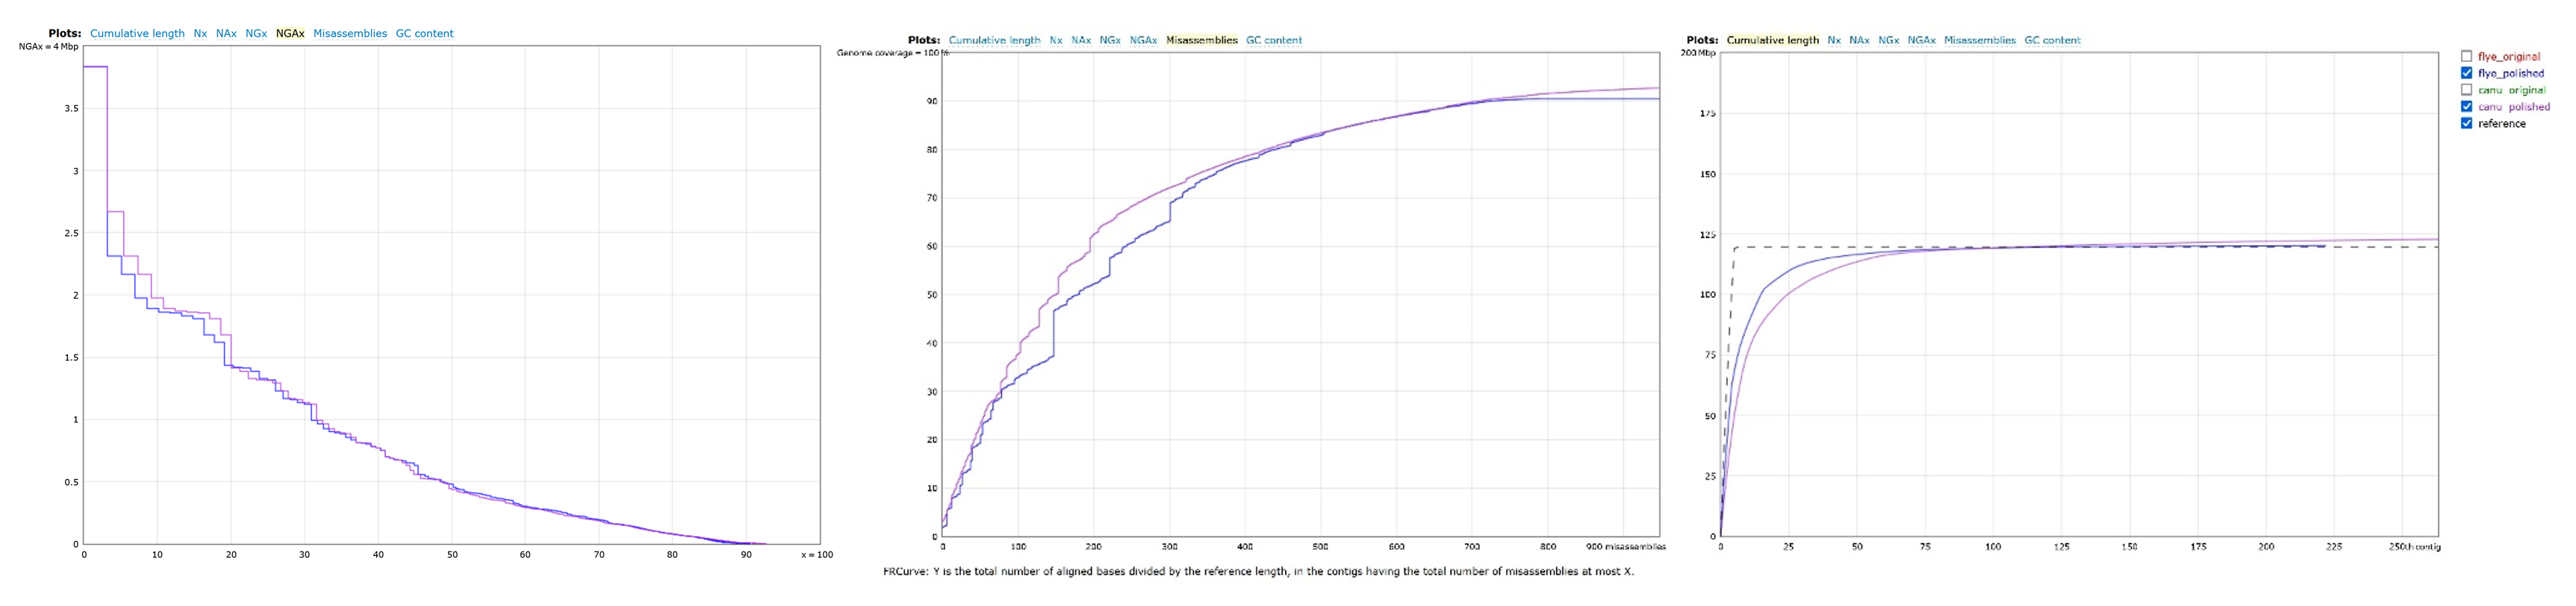 Plots: Cumulative length Nx NAx NGx NGAx Misassemblies GC content
NGAx = 4 Mbp
3.5
3
2.5
2
1.5
1
0.5
0
0 10 20 30 40 50 60 70 80 90 x = 100
Plots: Cumulative length Nx NAx NGx NGAx Misassemblies GC content
Genome coverage = 100 %
90
80
70
60
50
40
30
20
10
0
0 100 200 300 400 500 600 700 800 900 misassemblies
FRCurve: Y is the total number of aligned bases divided by the reference length, in the contigs having the total number of misassemblies at most X.
Plots: Cumulative length Nx NAx NGx NGAx Misassemblies GC content
200 Mbp
175
150
125
100
75
50
25
0
0 25 50 75 100 125 150 175 200 225 250th contig
flye_original
flye_polished
canu_original
canu_polished
reference